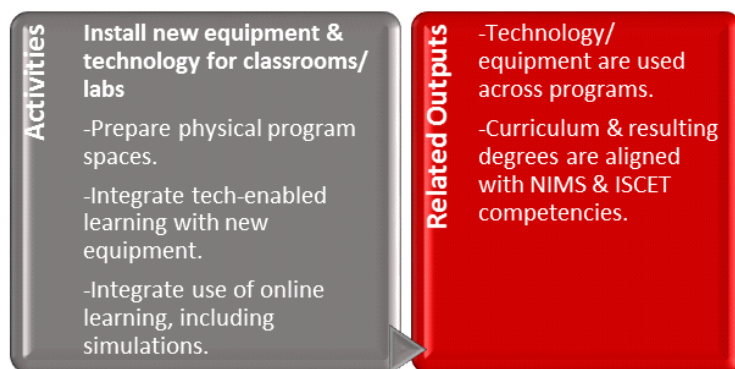 Activities
Install new equipment &
technology for classrooms/
labs
-Prepare physical program
spaces.
-Integrate tech-enabled
learning with new
equipment.
-Integrate use of online
learning, including
simulations.
Related Outputs
-Technology/
equipment are used
across programs.
-Curriculum & resulting
degrees are aligned
with NIMS & ISCET
competencies.